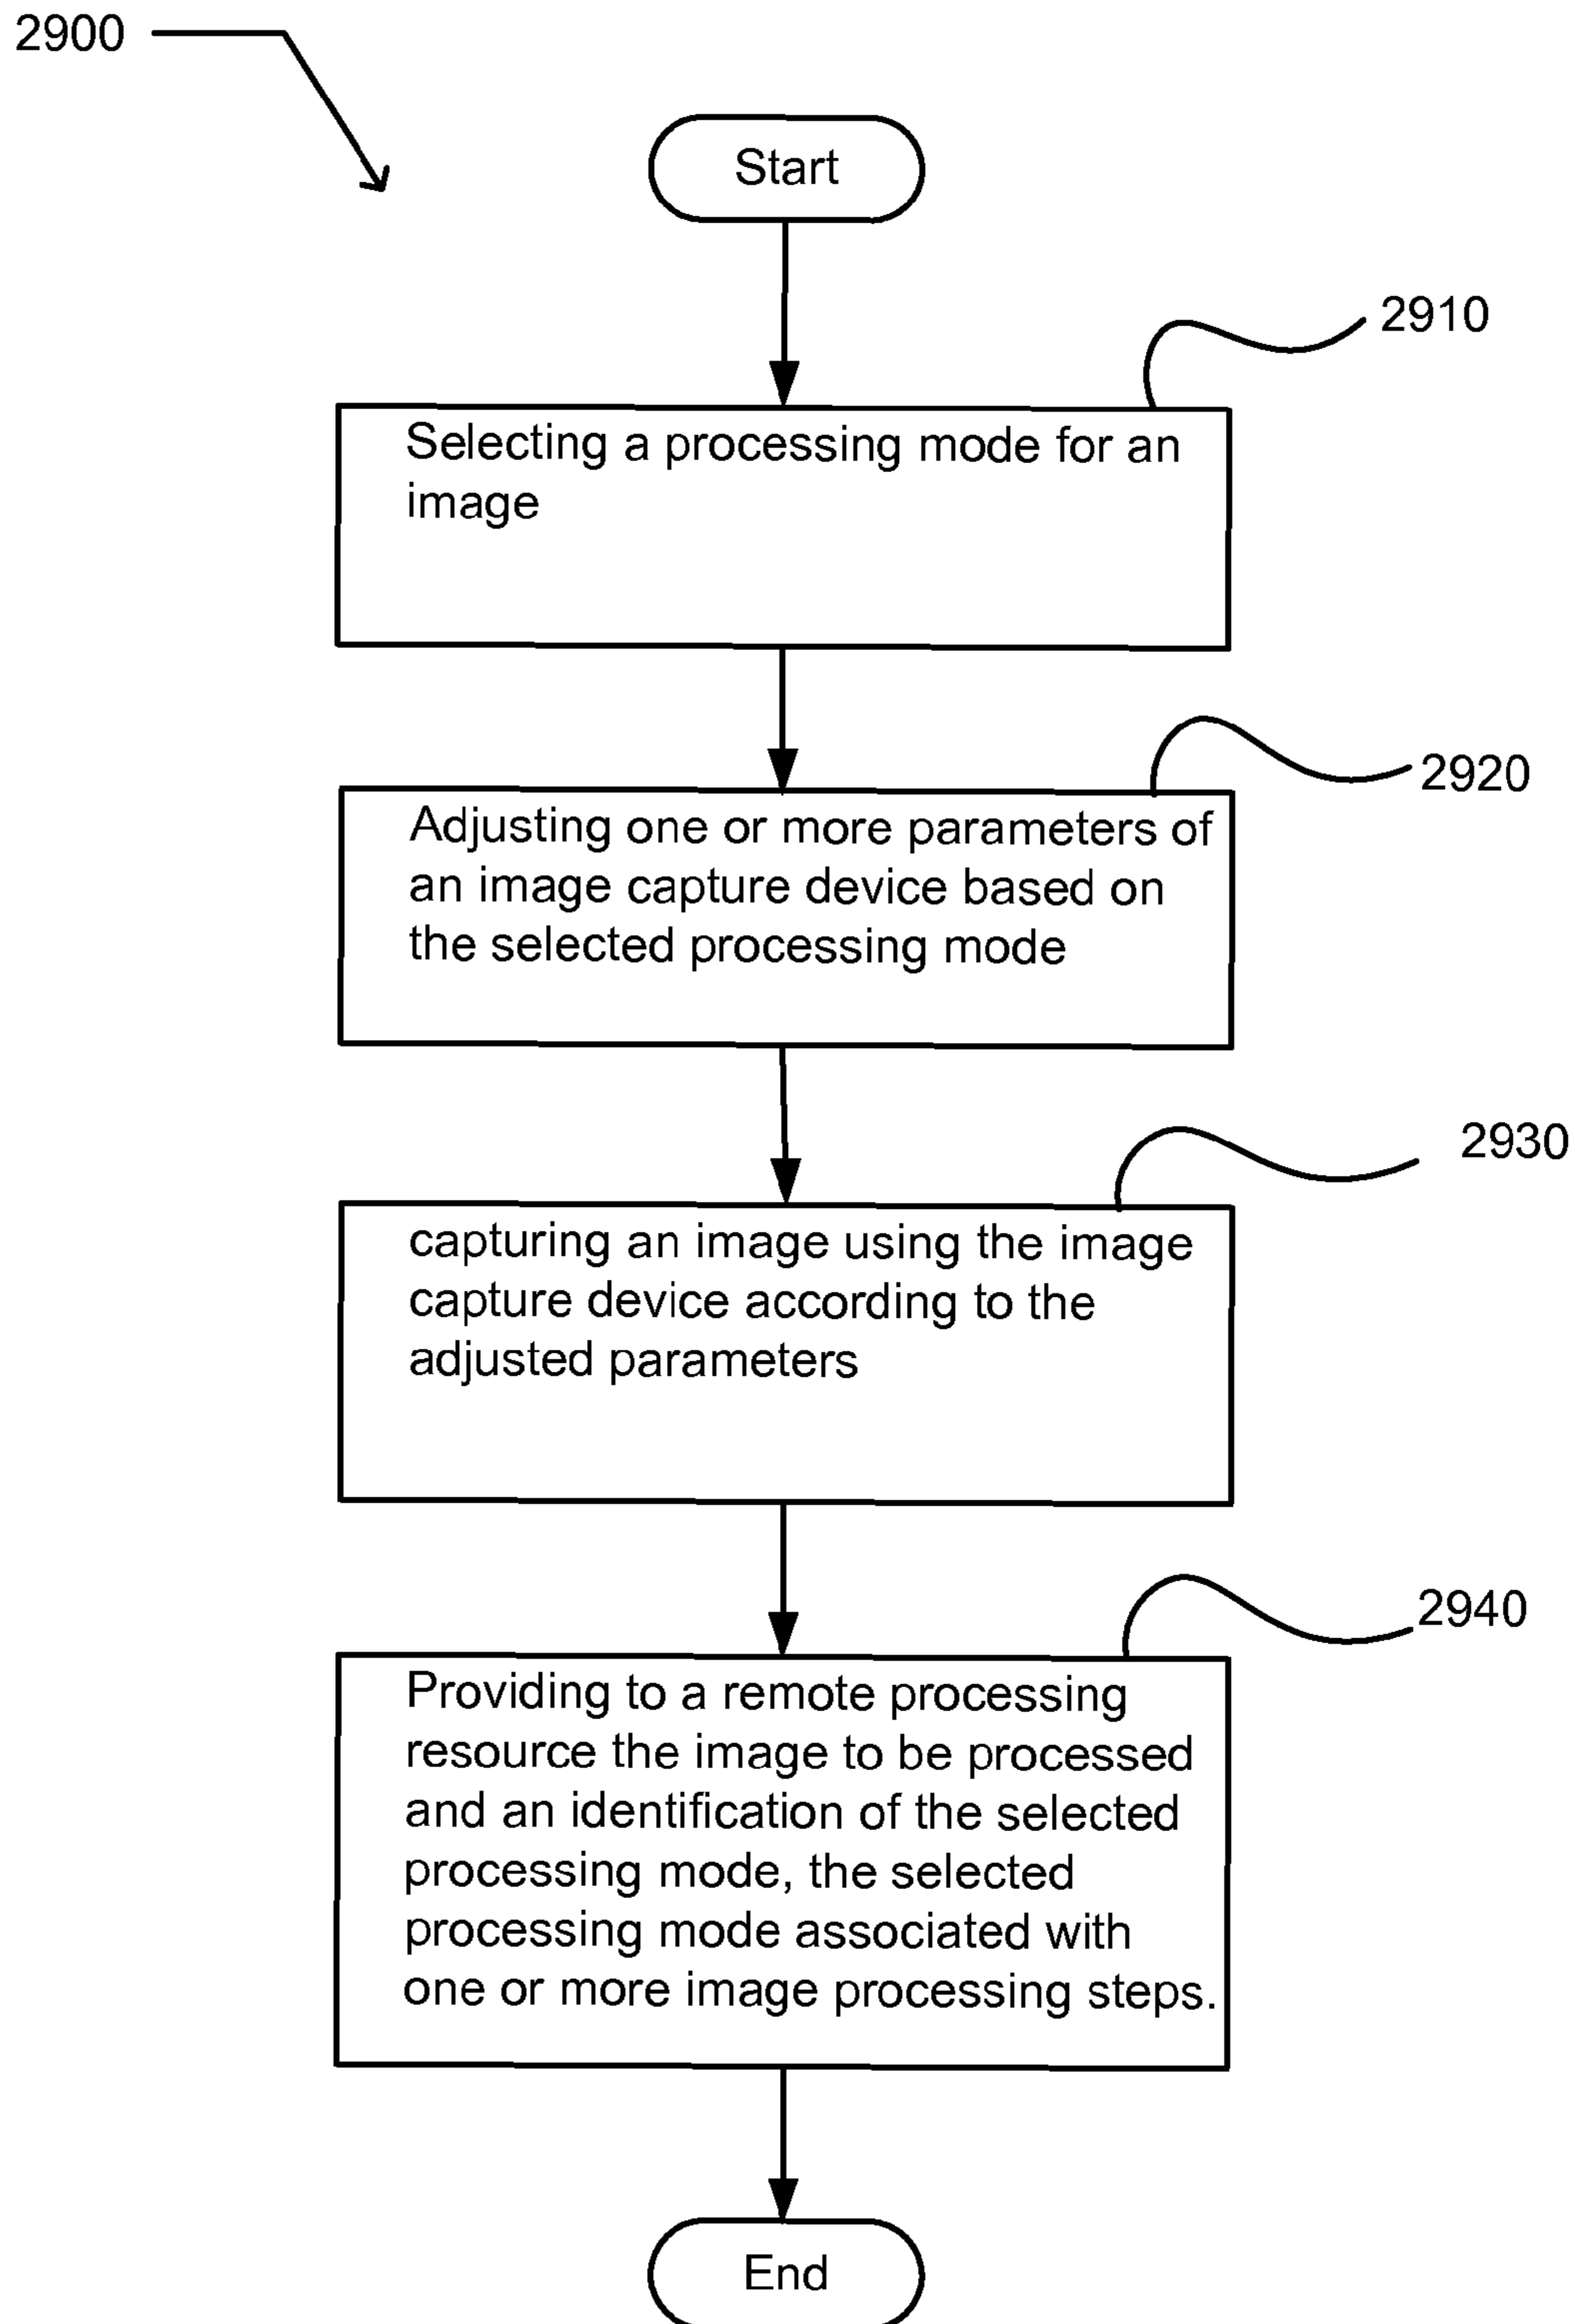 2900
Start
2910
Selecting a processing mode for an
image
2920
Adjusting one or more parameters of
an image capture device based on
the selected processing mode
2930
capturing an image using the image
capture device according to the
adjusted parameters
2940
Providing to a remote processing
resource the image to be processed
and an identification of the selected
processing mode, the selected
processing mode associated with
one or more image processing steps.
End